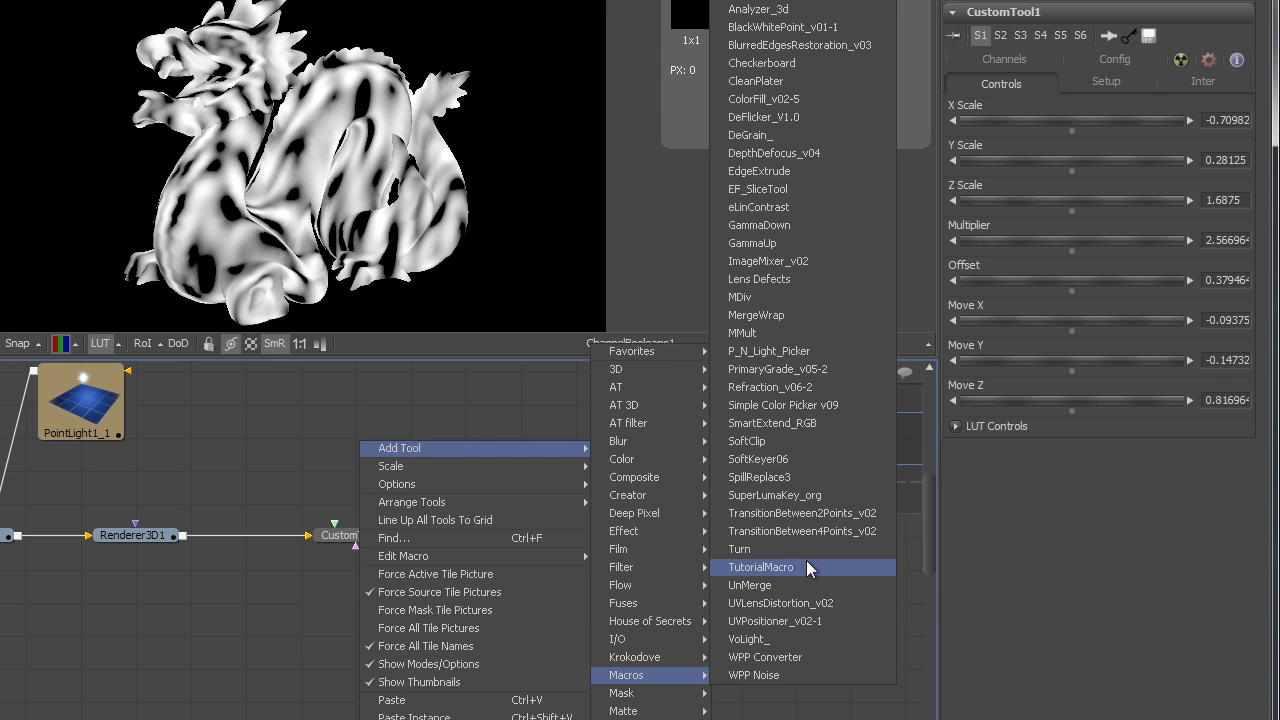 1x1
PX: 0
Snap
LUT
RoI
DoD
SmR
1:1
PointLight1_1
Renderer3D1
Add Tool
Scale
Options
Arrange Tools
Line Up All Tools To Grid
Find... Ctrl+F
Edit Macro
Force Active Tile Picture
Force Source Tile Pictures
Force Mask Tile Pictures
Force All Tile Pictures
Force All Tile Names
Show Modes/Options
Show Thumbnails
Paste Ctrl+V
Paste Instance Ctrl+Shift+V
Favorites
3D
AT
AT 3D
AT filter
Blur
Color
Composite
Creator
Deep Pixel
Effect
Film
Filter
Flow
Fuses
House of Secrets
I/O
Krokodove
Macros
Mask
Matte
Analyzer_3d
BlackWhitePoint_v01-1
BlurredEdgesRestoration_v03
Checkerboard
CleanPlater
ColorFill_v02-5
DeFlicker_V1.0
DeGrain_
DepthDefocus_v04
EdgeExtrude
EF_SliceTool
eLinContrast
GammaDown
GammaUp
ImageMixer_v02
Lens Defects
MDiv
MergeWrap
MMult
P_N_Light_Picker
PrimaryGrade_v05-2
Refraction_v06-2
Simple Color Picker v09
SmartExtend_RGB
SoftClip
SoftKeyer06
SpillReplace3
SuperLumaKey_org
TransitionBetween2Points_v02
TransitionBetween4Points_v02
Turn
TutorialMacro
UnMerge
UVLensDistortion_v02
UVPositioner_v02-1
VoLight_
WPP Converter
WPP Noise
CustomTool1
S1 S2 S3 S4 S5 S6
Channels Config
Controls Setup Inter
X Scale
-0.70982
Y Scale
0.28125
Z Scale
1.6875
Multiplier
2.566964
Offset
0.379464
Move X
-0.09375
Move Y
-0.14732
Move Z
0.816964
LUT Controls